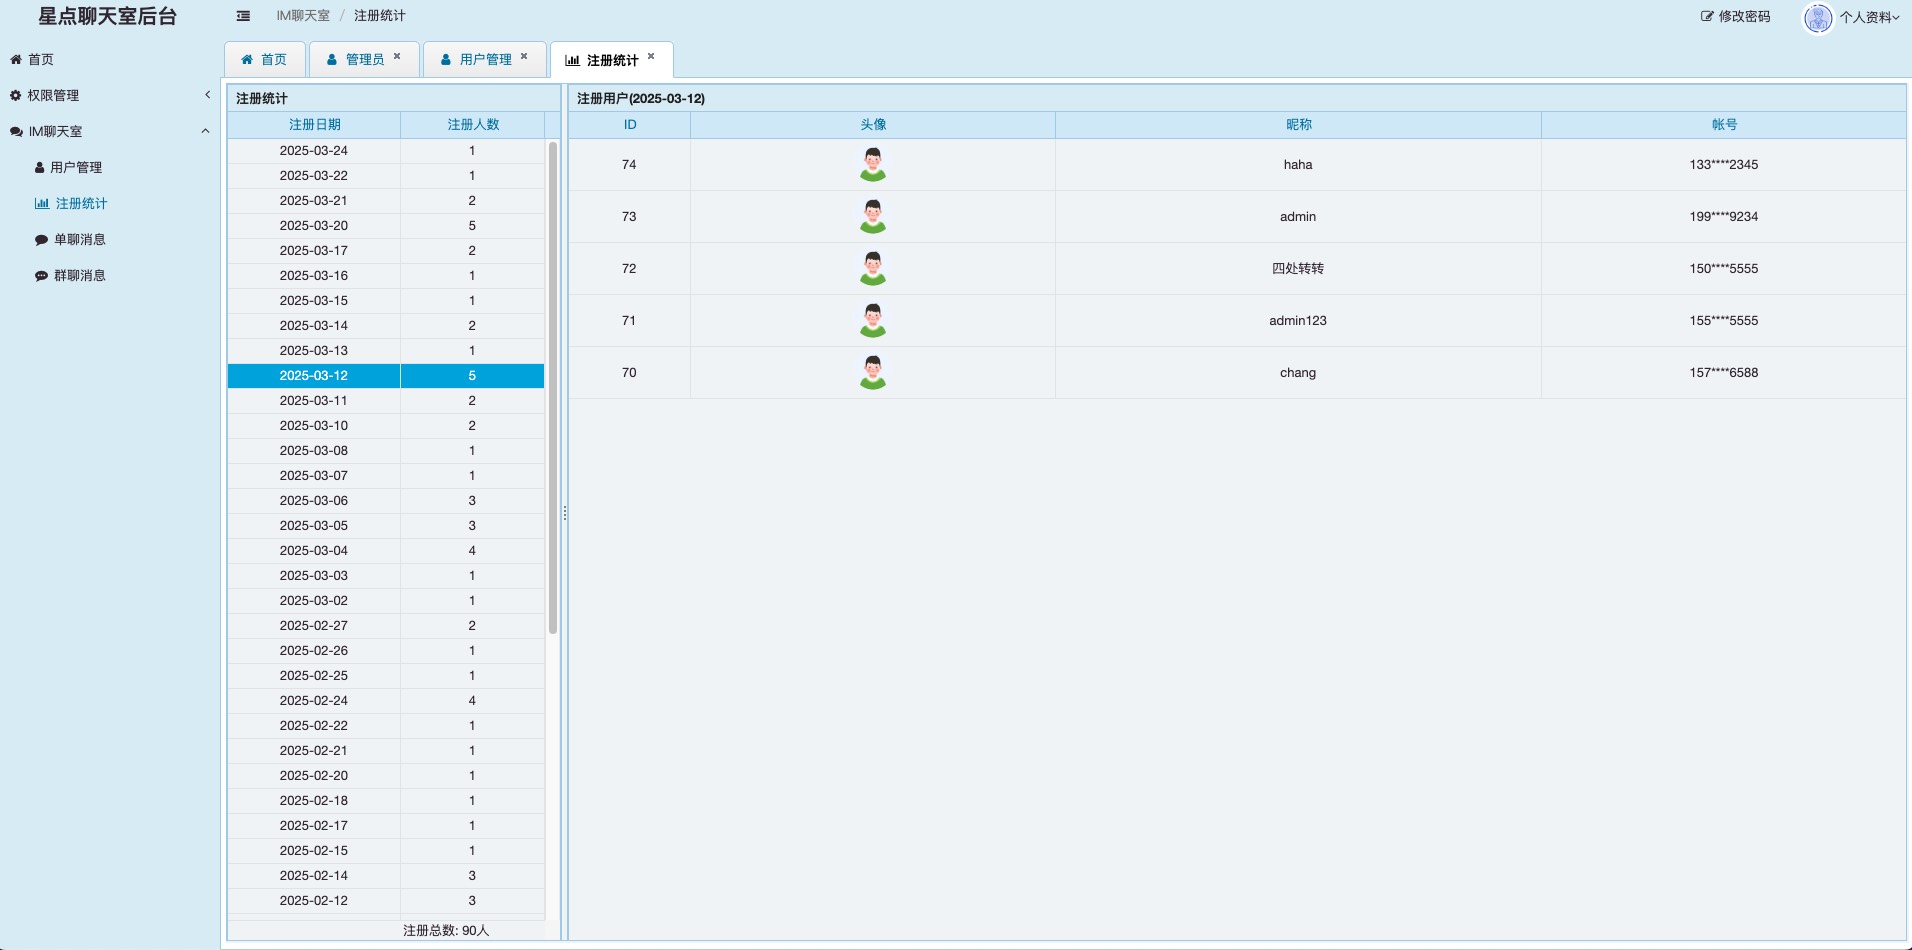 星点聊天室后台
IM聊天室 / 注册统计
修改密码
个人资料
首页
权限管理
IM聊天室
用户管理
注册统计
单聊消息
群聊消息
首页
管理员
用户管理
注册统计
注册统计
注册日期 注册人数
2025-03-24 1
2025-03-22 1
2025-03-21 2
2025-03-20 5
2025-03-17 2
2025-03-16 1
2025-03-15 1
2025-03-14 2
2025-03-13 1
2025-03-12 5
2025-03-11 2
2025-03-10 2
2025-03-08 1
2025-03-07 1
2025-03-06 3
2025-03-05 3
2025-03-04 4
2025-03-03 1
2025-03-02 1
2025-02-27 2
2025-02-26 1
2025-02-25 1
2025-02-24 4
2025-02-22 1
2025-02-21 1
2025-02-20 1
2025-02-18 1
2025-02-17 1
2025-02-15 1
2025-02-14 3
2025-02-12 3
注册总数: 90人
注册用户(2025-03-12)
ID 头像 昵称 帐号
74 haha 133****2345
73 admin 199****9234
72 四处转转 150****5555
71 admin123 155****5555
70 chang 157****6588